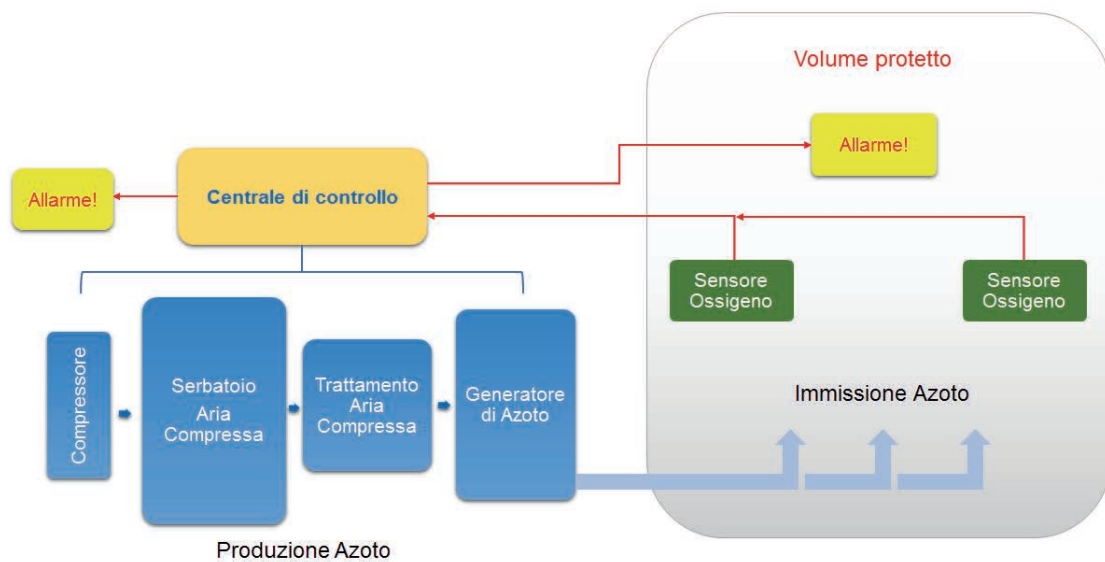 Volume protetto
Allarme!
Allarme!
Centrale di controllo
Sensore
Ossigeno
Sensore
Ossigeno
Compressore
Serbatoio
Aria
Compressa
Trattamento
Aria
Compressa
Generatore
di Azoto
Immissione Azoto
Produzione Azoto